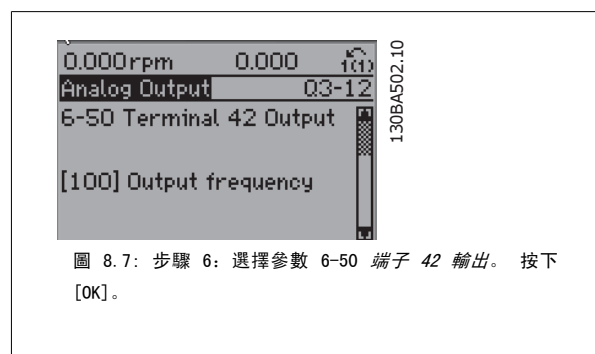 0.000rpm 0.000 1(1)
Analog Output Q3-12
6-50 Terminal 42 Output
[100] Output frequency
130BA502.10
圖 8.7: 步驟 6：選擇參數 6-50 端子 42 輸出。 按下
[OK]。